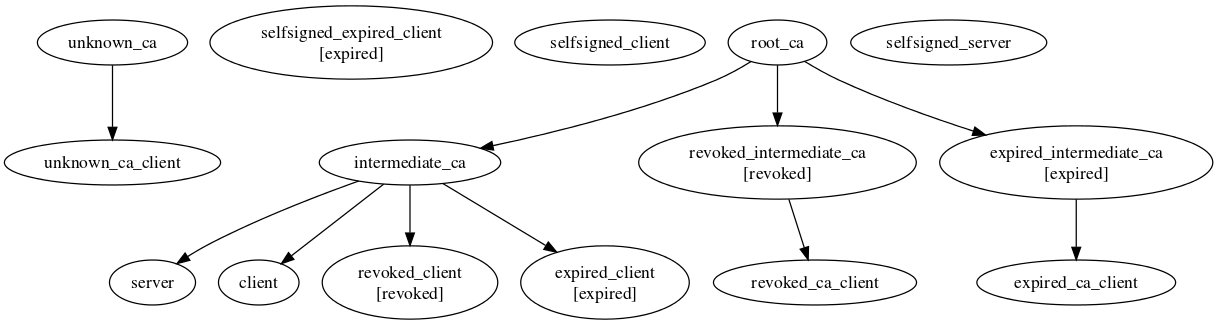 unknown_ca
selfsigned_expired_client
[expired]
selfsigned_client
root_ca
selfsigned_server
unknown_ca_client
intermediate_ca
revoked_intermediate_ca
[revoked]
expired_intermediate_ca
[expired]
server
client
revoked_client
[revoked]
expired_client
[expired]
revoked_ca_client
expired_ca_client